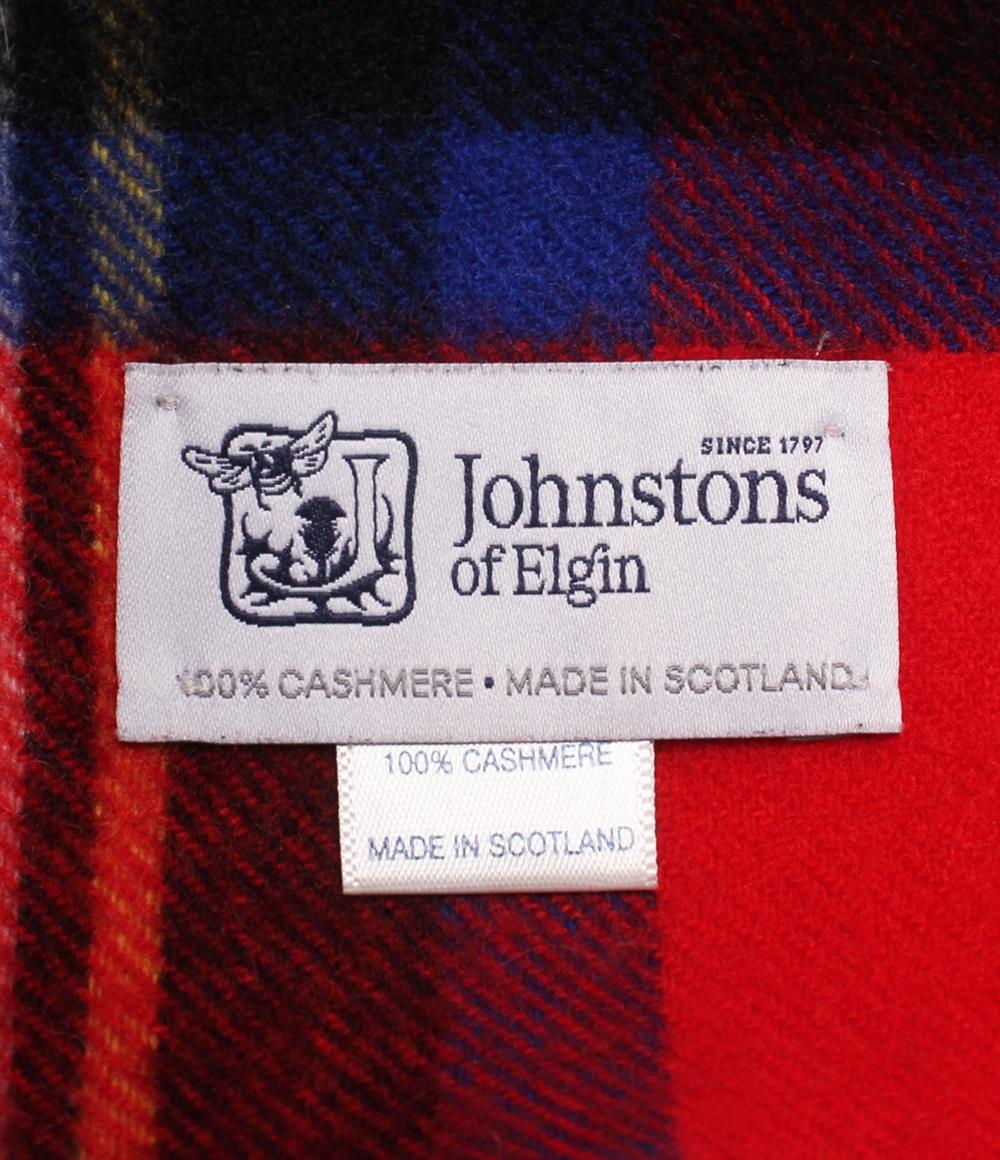 SINCE 1797
Johnstons
of Elgin
100% CASHMERE • MADE IN SCOTLAND
100% CASHMERE
MADE IN SCOTLAND